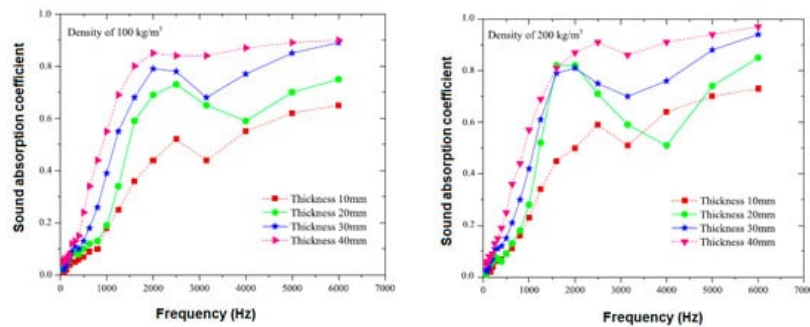 Density of 100 kg/m³
Sound absorption coefficient
1.0
0.8
0.6
0.4
0.2
0.0
Thickness 10mm
Thickness 20mm
Thickness 30mm
Thickness 40mm
0 1000 2000 3000 4000 5000 6000 7000
Frequency (Hz)
Density of 200 kg/m³
Sound absorption coefficient
1.0
0.8
0.6
0.4
0.2
0.0
Thickness 10mm
Thickness 20mm
Thickness 30mm
Thickness 40mm
0 1000 2000 3000 4000 5000 6000 7000
Frequency (Hz)